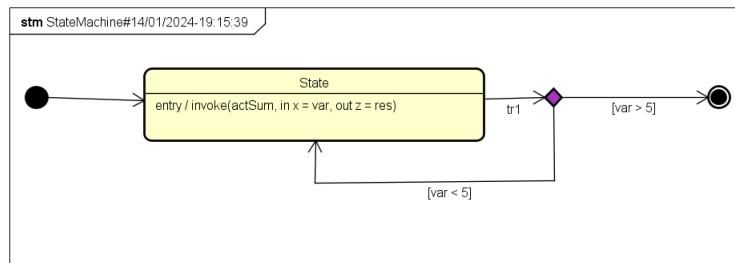 stm StateMachine#14/01/2024-19:15:39
State
entry / invoke(actSum, in x = var, out z = res)
tr1
[var > 5]
[var < 5]